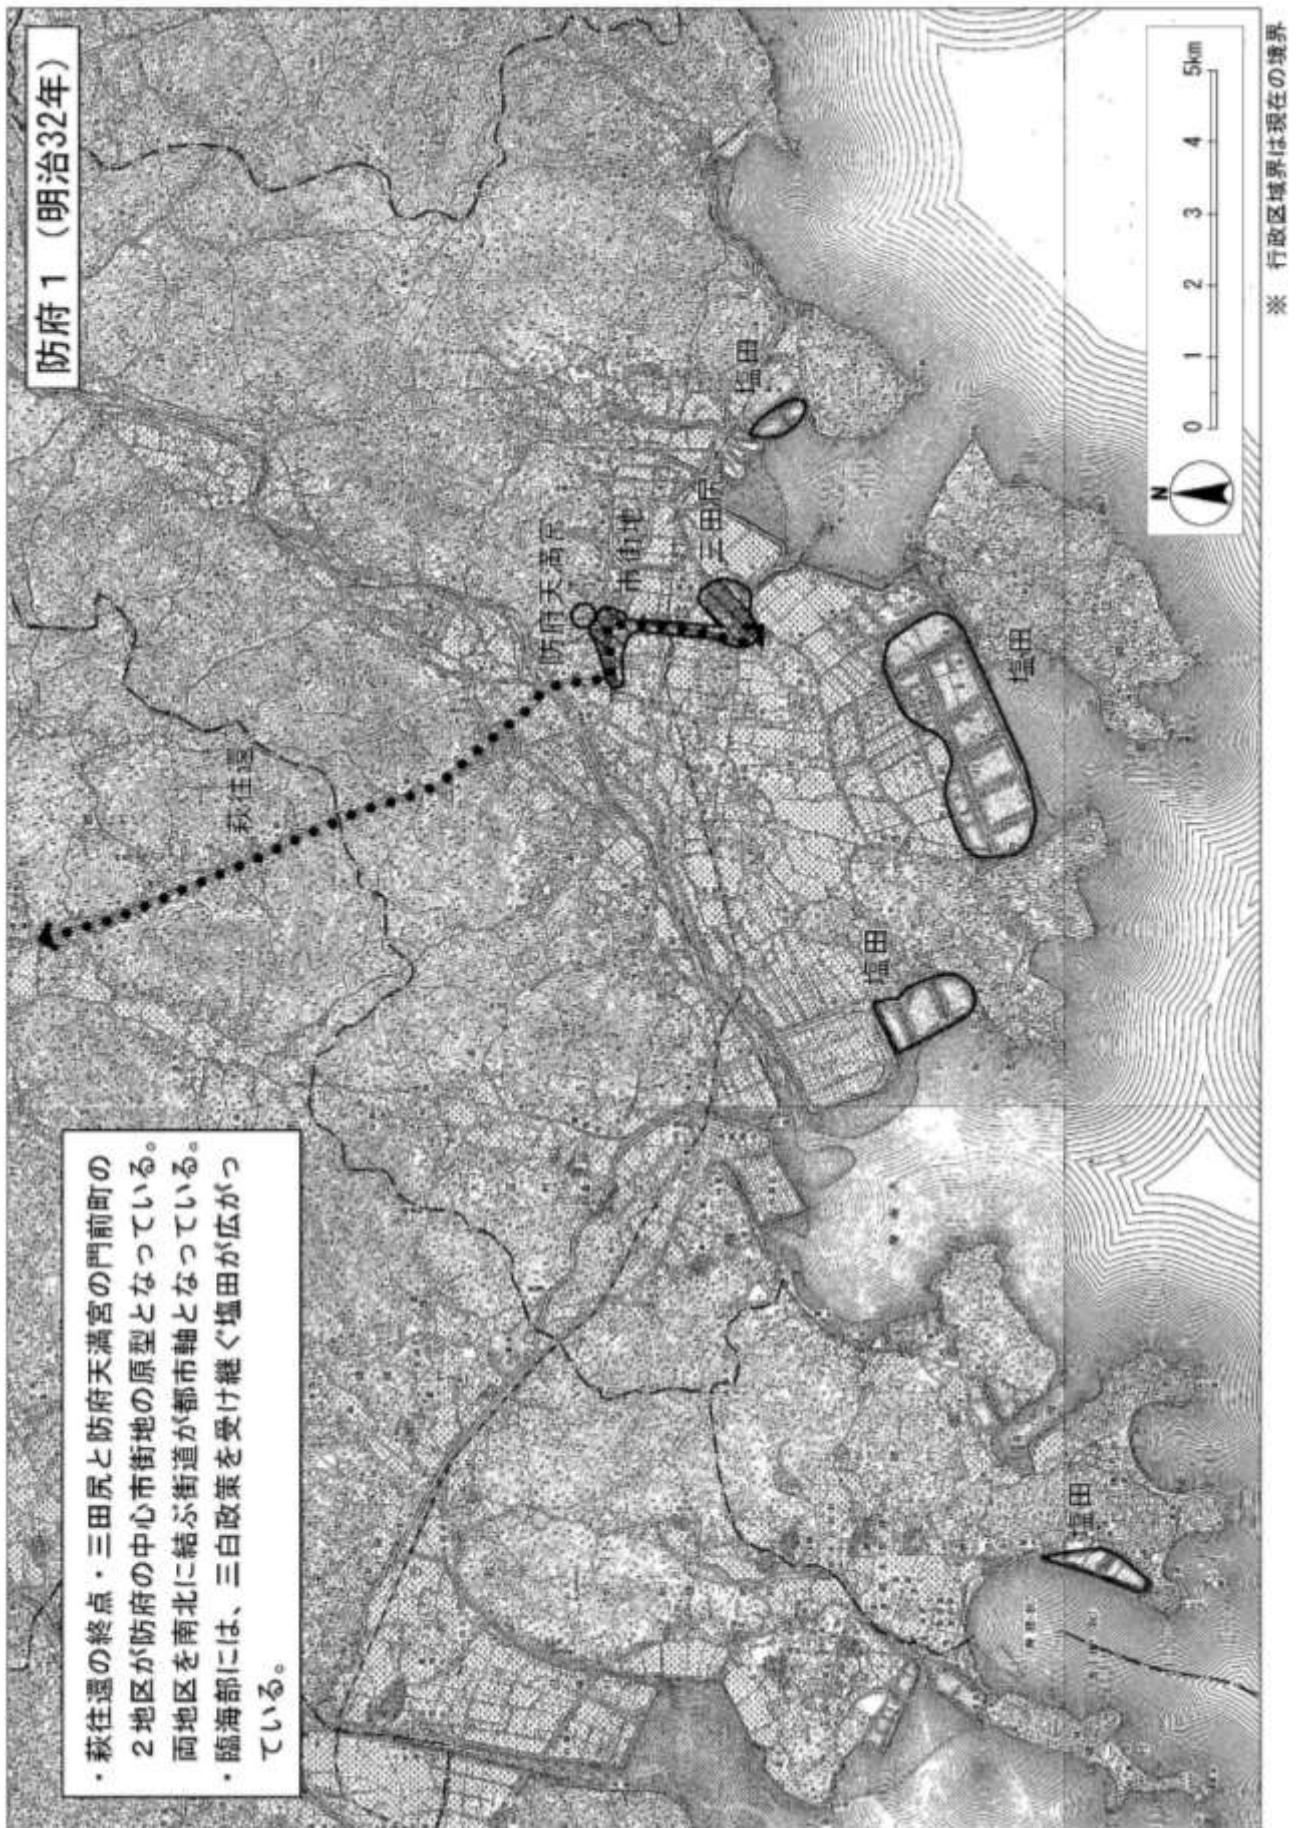 防府1（明治32年）
・萩往還の終点・三田尻と防府天満宮の門前町の
２地区が防府の中心市街地の原型となっている。
両地区を南北に結ぶ街道が都市軸となっている。
・臨海部には、三白政策を受け継ぐ塩田が広がっ
ている。
萩往還
防府天満宮
市街地
三田尻
塩田
塩田
塩田
塩田
N
0 1 2 3 4 5km
※ 行政区域界は現在の境界